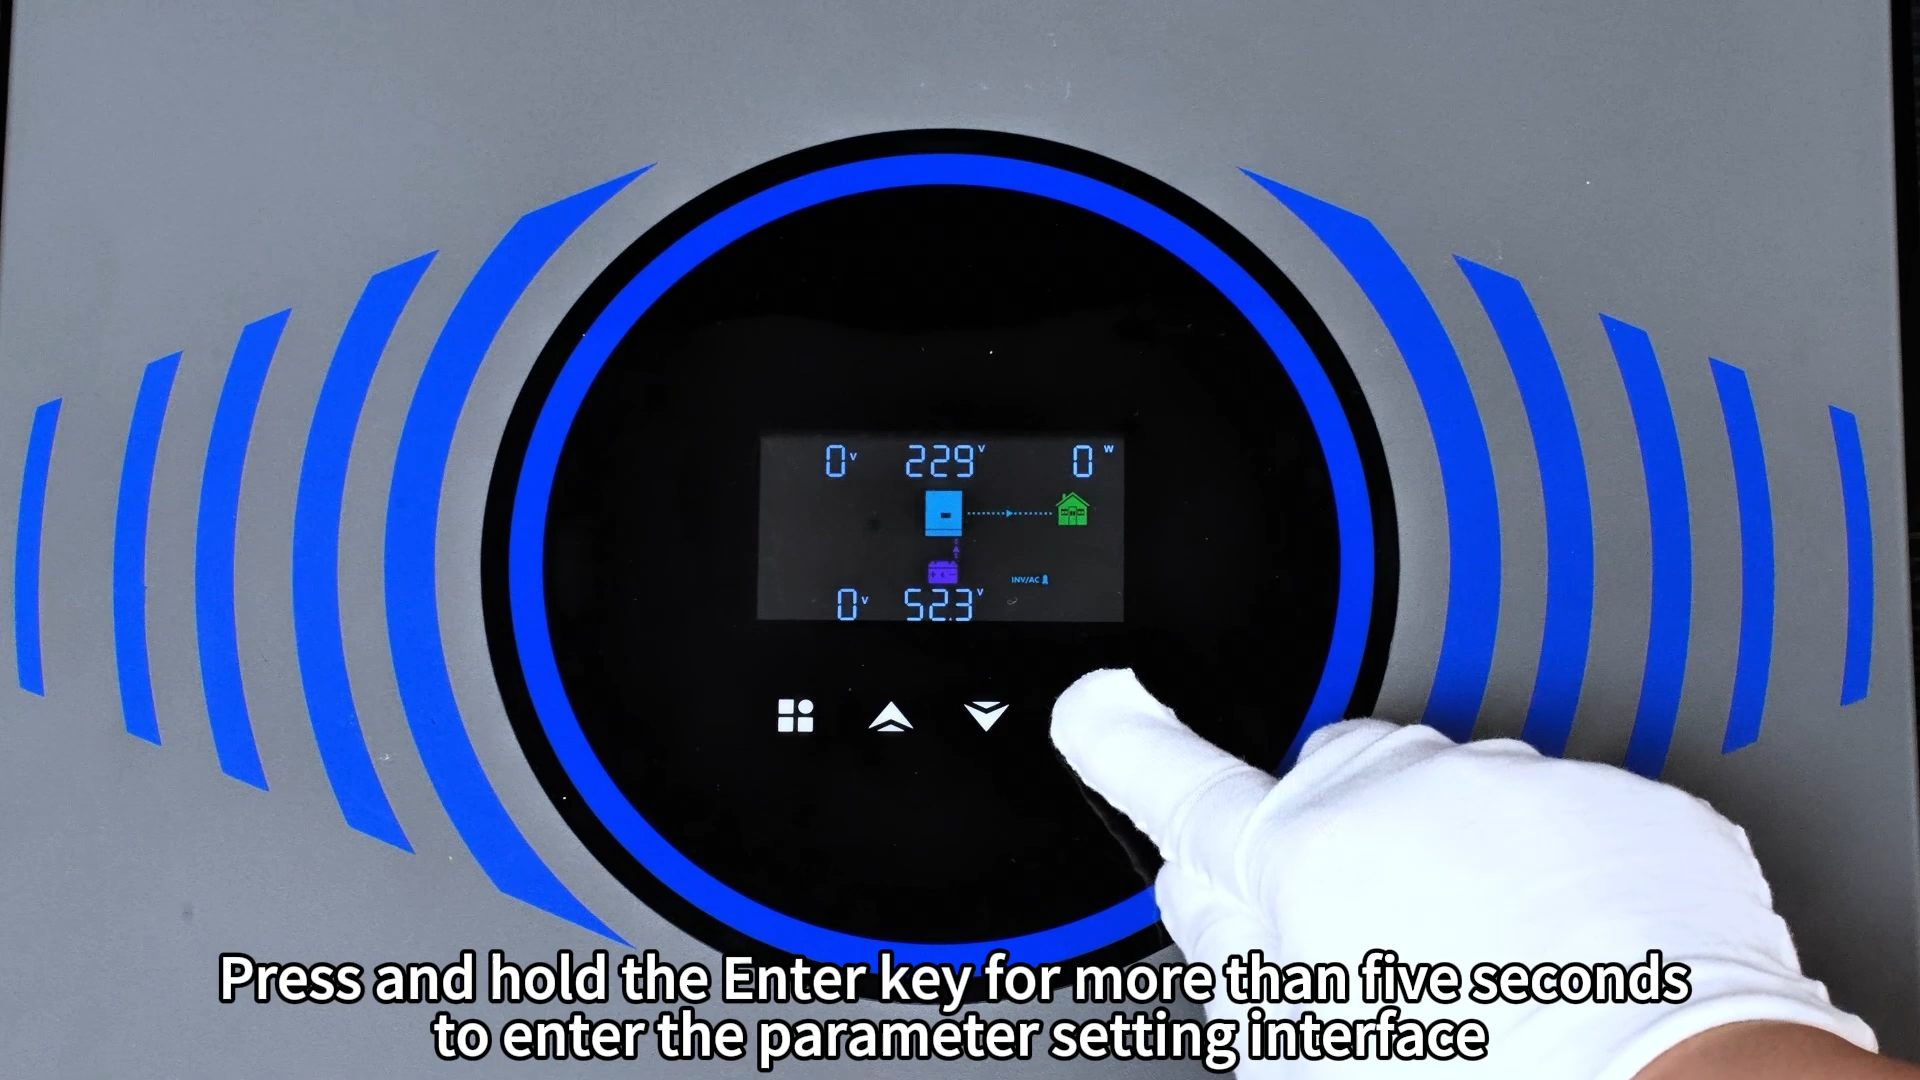 0V 229V 0W
INV/AC
0V 52.3V
Press and hold the Enter key for more than five seconds
to enter the parameter setting interface